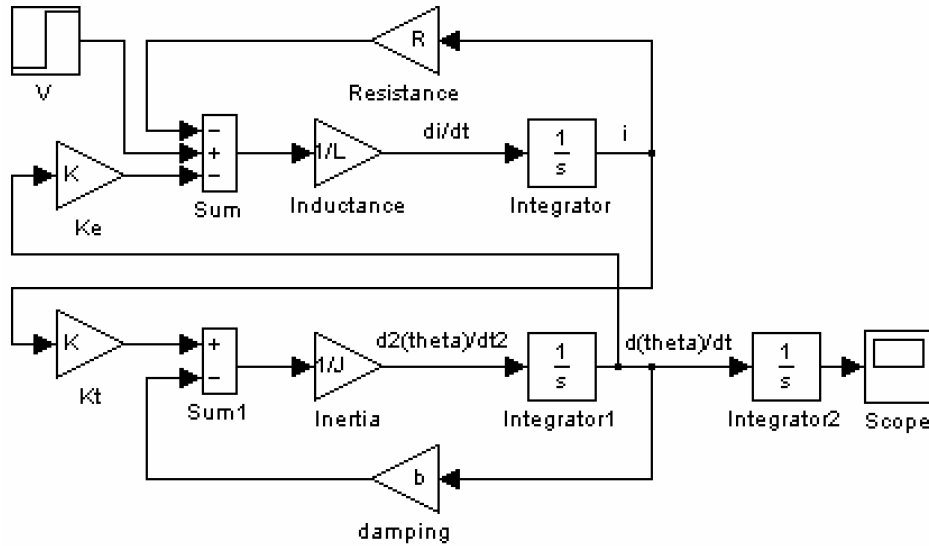 V
R
Resistance
K
Ke
−
+
−
Sum
1/L
Inductance
di/dt
1
s
Integrator
i
K
Kt
+
−
Sum1
1/J
Inertia
d2(theta)/dt2
1
s
Integrator1
d(theta)/dt
1
s
Integrator2
Scope
b
damping